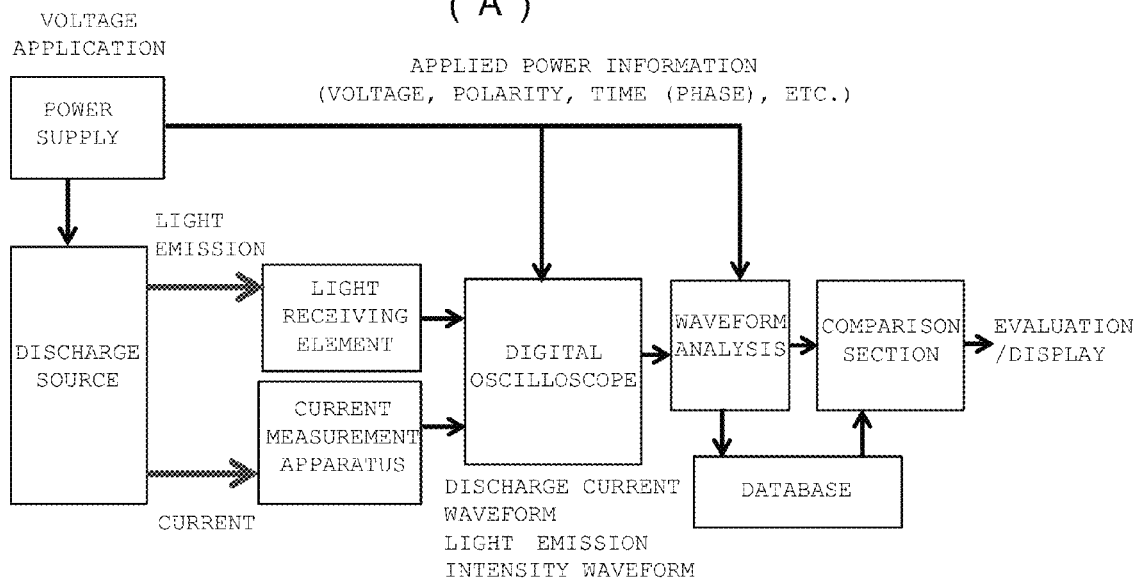 ( A )
VOLTAGE
APPLICATION
POWER
SUPPLY
APPLIED POWER INFORMATION
(VOLTAGE, POLARITY, TIME (PHASE), ETC.)
LIGHT
EMISSION
DISCHARGE
SOURCE
LIGHT
RECEIVING
ELEMENT
CURRENT
MEASUREMENT
APPARATUS
CURRENT
DIGITAL
OSCILLOSCOPE
DISCHARGE CURRENT
WAVEFORM
LIGHT EMISSION
INTENSITY WAVEFORM
WAVEFORM
ANALYSIS
COMPARISON
SECTION
DATABASE
EVALUATION
/DISPLAY